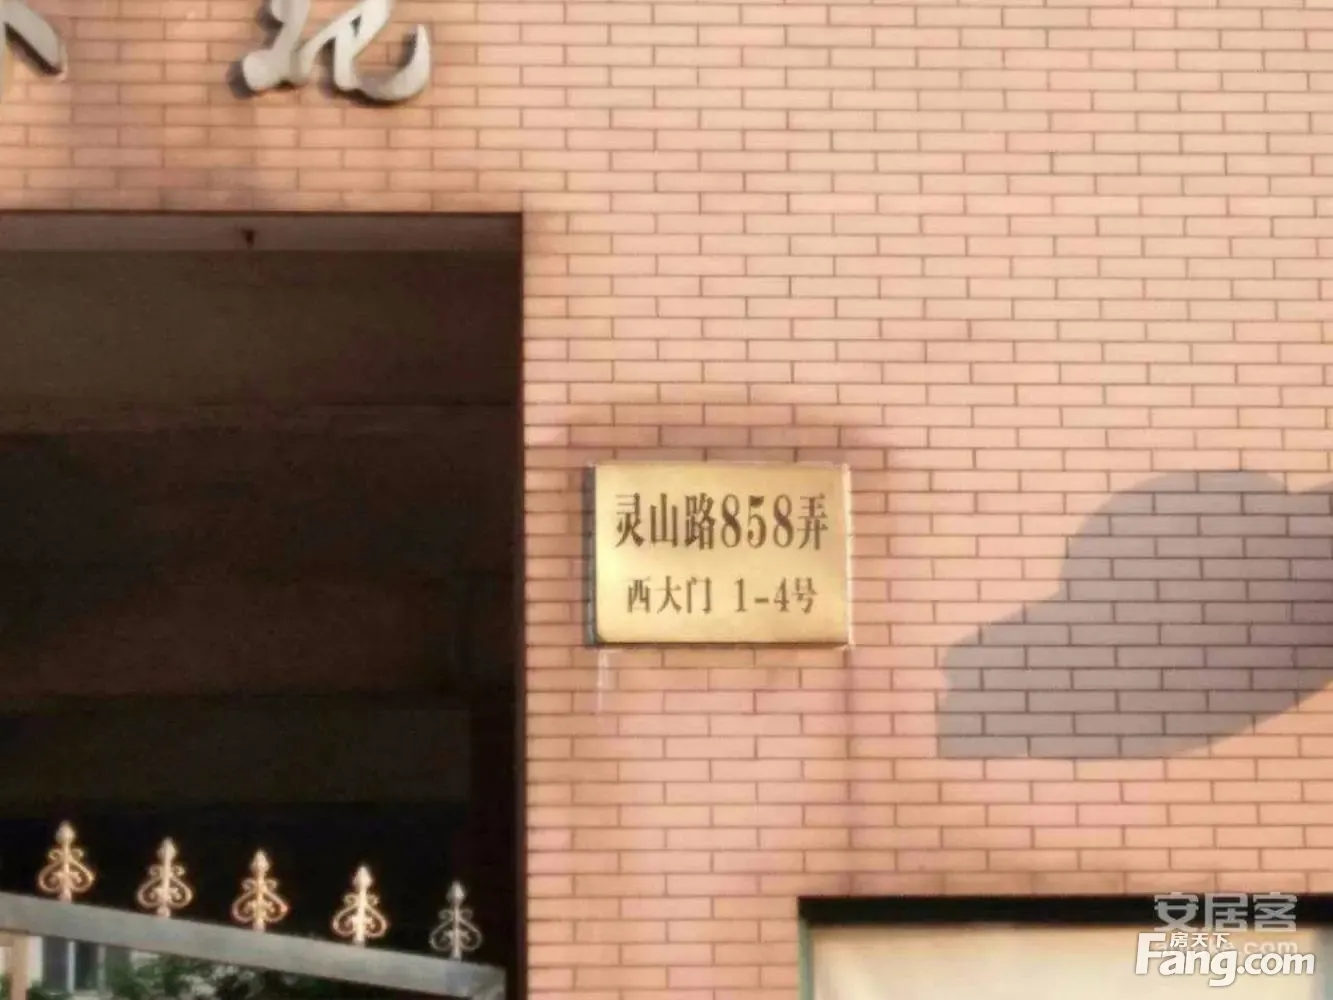 灵山路858弄
西大门 1-4号
安居客
房天下
Fang.com